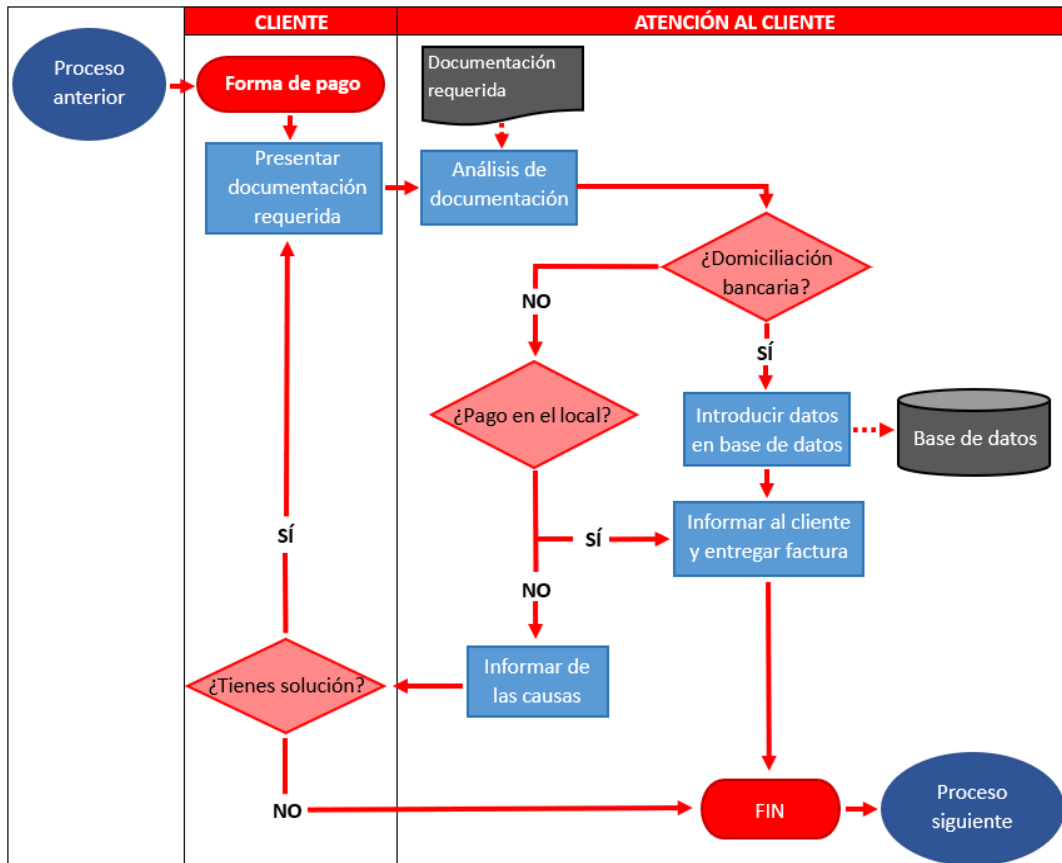 CLIENTE
ATENCIÓN AL CLIENTE
Proceso
anterior
Forma de pago
Documentación
requerida
Presentar
documentación
requerida
Análisis de
documentación
¿Domiciliación
bancaria?
NO
SÍ
¿Pago en el local?
Introducir datos
en base de datos
Base de datos
Informar al cliente
y entregar factura
SÍ
SÍ
NO
Informar de
las causas
¿Tienes solución?
NO
FIN
Proceso
siguiente